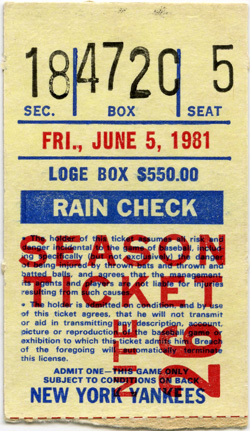 18 4720 5
SEC. BOX SEAT
FRI., JUNE 5, 1981
LOGE BOX $550.00
RAIN CHECK
SEASON
TICKET
NITE
• The holder of this ticket assumes all risk and
danger incidental to the game of baseball, includ-
ing specifically (but not exclusively) the danger
of being injured by thrown bats and thrown and
batted balls, and agrees that the management,
its agents and players are not liable for injuries
resulting from such causes.
this ticket is issued on condition, and by use
of this ticket agrees, that he will not transmit
or aid in transmitting any description, account,
picture or reproduction of the baseball game or
exhibition to which this ticket admits him. Breach
of the foregoing will automatically terminate
this license.
ADMIT ONE—THIS GAME ONLY
SUBJECT TO CONDITIONS ON BACK
NEW YORK YANKEES